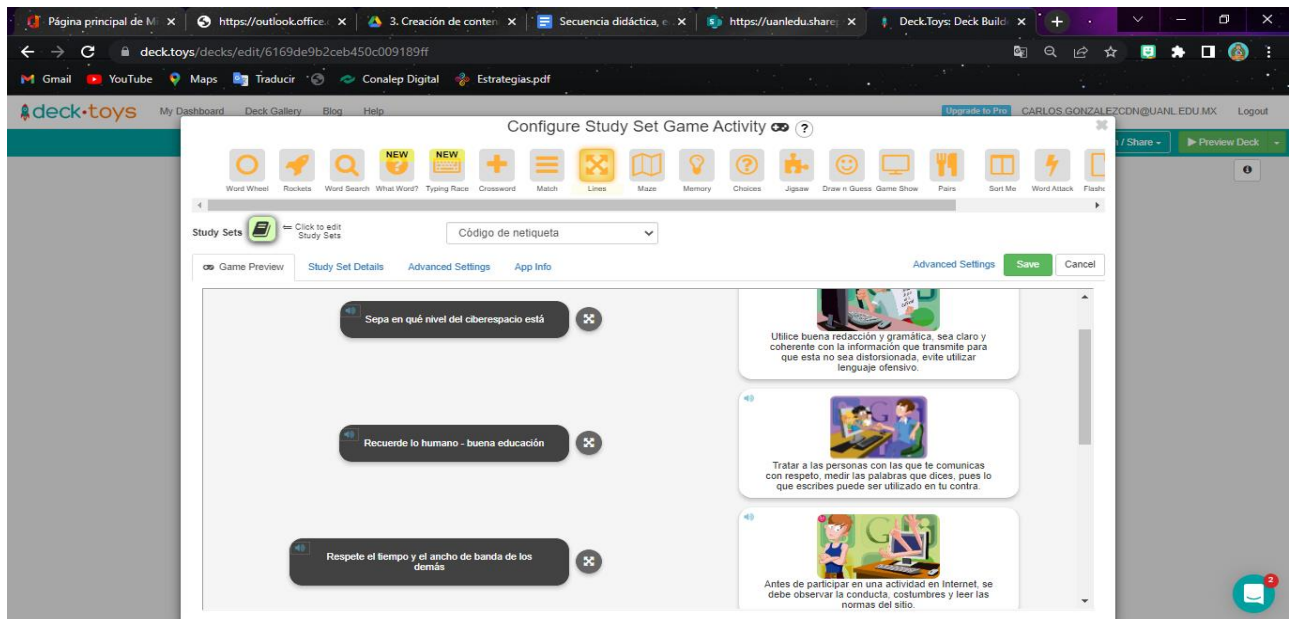 Página principal de Mi
https://outlook.office.
3. Creación de conten
Secuencia didáctica, e
https://uanledu.share
Deck.Toys: Deck Build
deck.toys/decks/edit/6169de9b2ceb450c009189ff
Gmail
YouTube
Maps
Traducir
Conalep Digital
Estrategias.pdf
deck•toys
My Dashboard
Deck Gallery
Blog
Help
Upgrade to Pro
CARLOS.GONZALEZCDN@UANL.EDU.MX
Logout
/ Share
Preview Deck
Configure Study Set Game Activity
?
NEW
NEW
Word Wheel
Rockets
Word Search
What Word?
Typing Race
Crossword
Match
Lines
Maze
Memory
Choices
Jigsaw
Draw n Guess
Game Show
Pairs
Sort Me
Word Attack
Flashc
Study Sets
Click to edit
Study Sets
Código de netiqueta
Game Preview
Study Set Details
Advanced Settings
App Info
Advanced Settings
Save
Cancel
Sepa en qué nivel del ciberespacio está
Utilice buena redacción y gramática, sea claro y
coherente con la información que transmite para
que esta no sea distorsionada, evite utilizar
lenguaje ofensivo.
Recuerde lo humano - buena educación
Tratar a las personas con las que te comunicas
con respeto, medir las palabras que dices, pues lo
que escribes puede ser utilizado en tu contra.
Respete el tiempo y el ancho de banda de los
demás
Antes de participar en una actividad en Internet, se
debe observar la conducta, costumbres y leer las
normas del sitio.
2